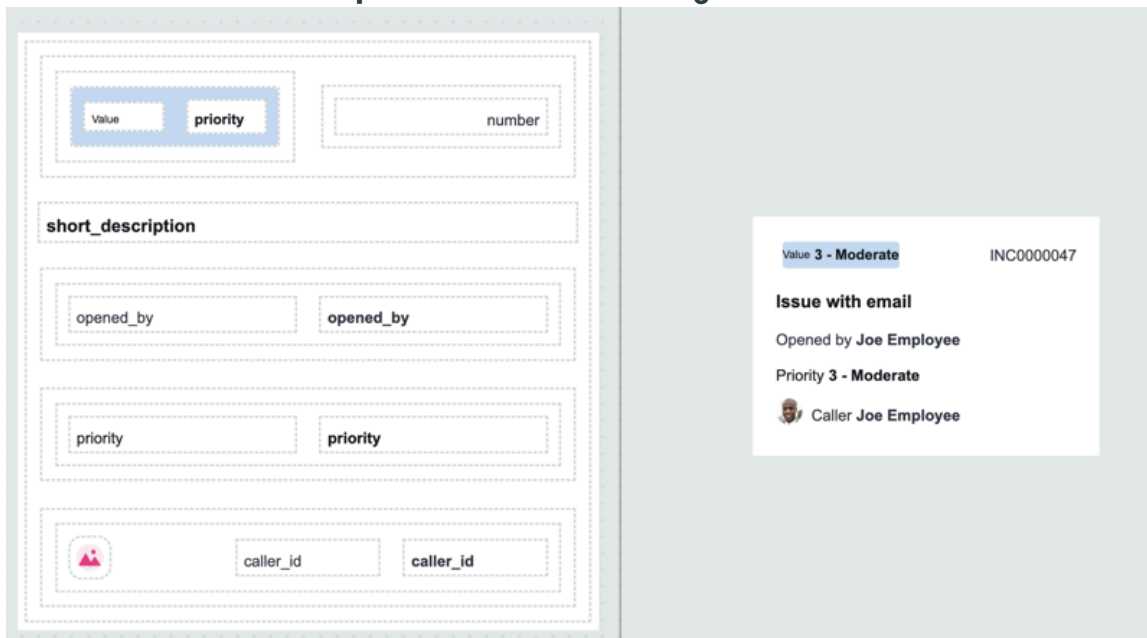 Value priority number
short_description
opened_by opened_by
priority priority
caller_id caller_id
Value 3 - Moderate INC0000047
Issue with email
Opened by Joe Employee
Priority 3 - Moderate
Caller Joe Employee